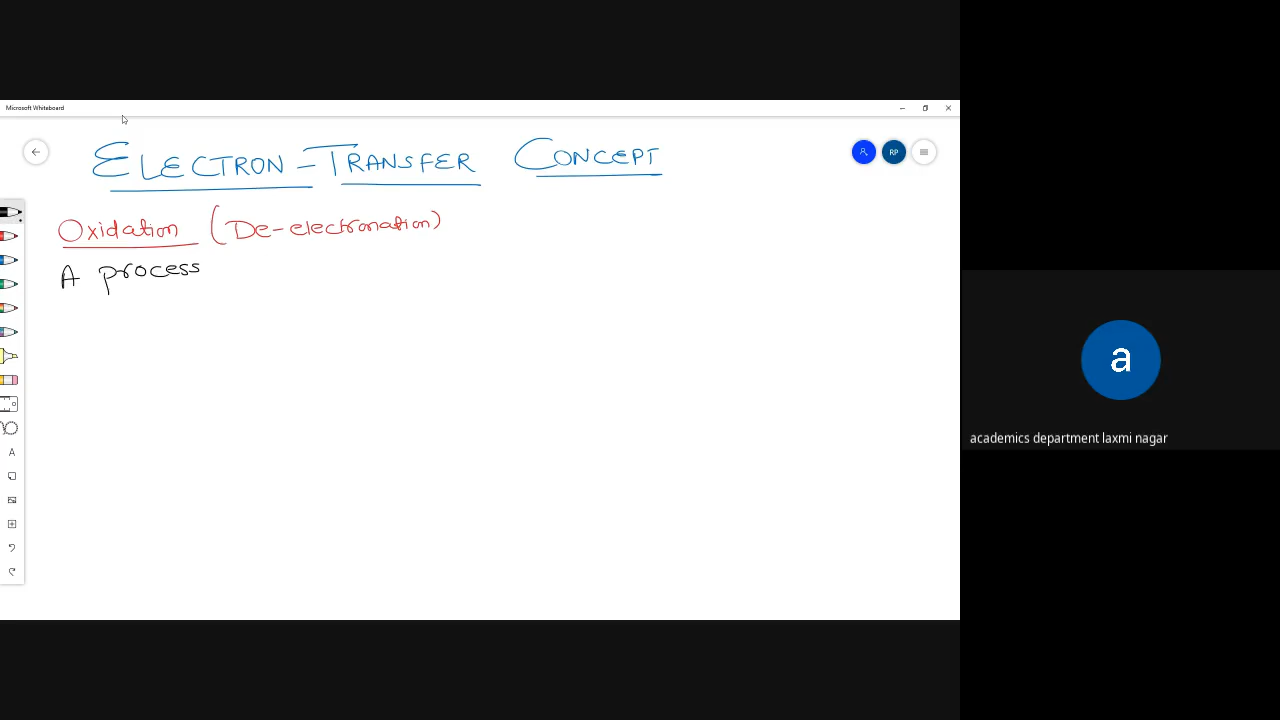 Microsoft Whiteboard
ELECTRON-TRANSFER CONCEPT
RP
Oxidation (De-electronation)
A process
a
academics department laxmi nagar
A